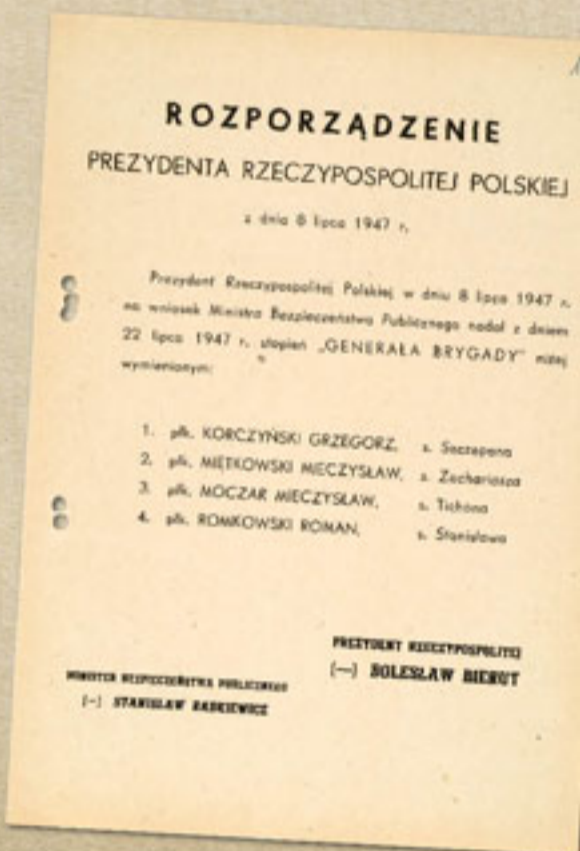 ROZPORZĄDZENIE
PREZYDENTA RZECZYPOSPOLITEJ POLSKIEJ
z dnia 8 lipca 1947 r.
Prezydent Rzeczypospolitej Polskiej w dniu 8 lipca 1947 r.
na wniosek Ministra Bezpieczeństwa Publicznego nadał z dniem
22 lipca 1947 r. stopień „GENERAŁA BRYGADY" niżej
wymienionym:
1. płk. KORCZYŃSKI GRZEGORZ, s. Szczepana
2. płk. MIETKOWSKI MIECZYSŁAW, s. Zachariasza
3. płk. MOCZAR MIECZYSŁAW, s. Tichona
4. płk. ROMKOWSKI ROMAN, s. Stanisława
PREZYDENT RZECZYPOSPOLITEJ
(—) BOLESŁAW BIERUT
MINISTER BEZPIECZEŃSTWA PUBLICZNEGO
(-) STANISŁAW RADKIEWICZ